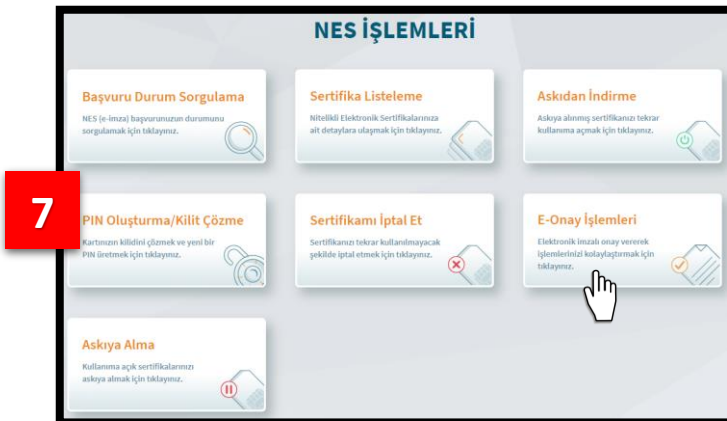 NES İŞLEMLERİ
Başvuru Durum Sorgulama
NES (e-imza) başvurunuzun durumunu
sorgulamak için tıklayınız.
Sertifika Listeleme
Nitelikli Elektronik Sertifikalarınıza
ait detaylara ulaşmak için tıklayınız.
Askıdan İndirme
Askıya alınmış sertifikanızı tekrar
kullanıma açmak için tıklayınız.
7
PIN Oluşturma/Kilit Çözme
Kartınızın kilidini çözmek ve yeni bir
PIN üretmek için tıklayınız.
Sertifikamı İptal Et
Sertifikanızı tekrar kullanılmayacak
şekilde iptal etmek için tıklayınız.
E-Onay İşlemleri
Elektronik imzalı onay vererek
işlemlerinizi kolaylaştırmak için
tıklayınız.
Askıya Alma
Kullanıma açık sertifikalarınızı
askıya almak için tıklayınız.